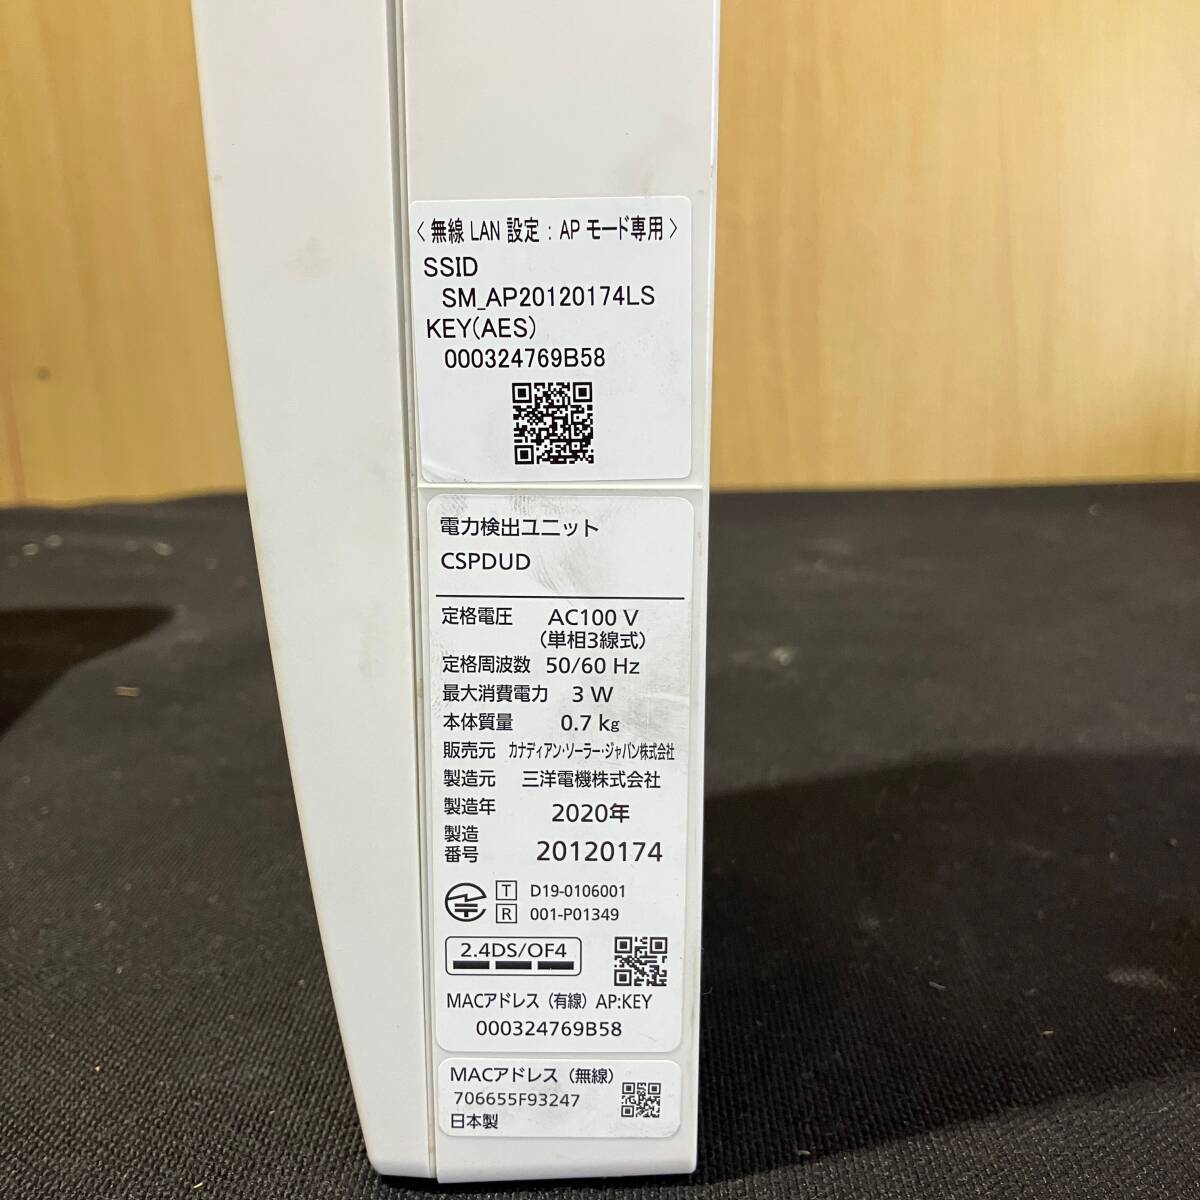 〈 無線 LAN 設定 : AP モード専用 〉
SSID
SM_AP20120174LS
KEY(AES)
000324769B58
電力検出ユニット
CSPDUD
定格電圧 AC100 V
(単相3線式)
定格周波数 50/60 Hz
最大消費電力 3 W
本体質量 0.7 kg
販売元 カナディアン・ソーラー・ジャパン株式会社
製造元 三洋電機株式会社
製造年 2020年
製造
番号 20120174
T D19-0106001
R 001-P01349
2.4DS/OF4
MACアドレス (有線) AP:KEY
000324769B58
MACアドレス (無線)
706655F93247
日本製